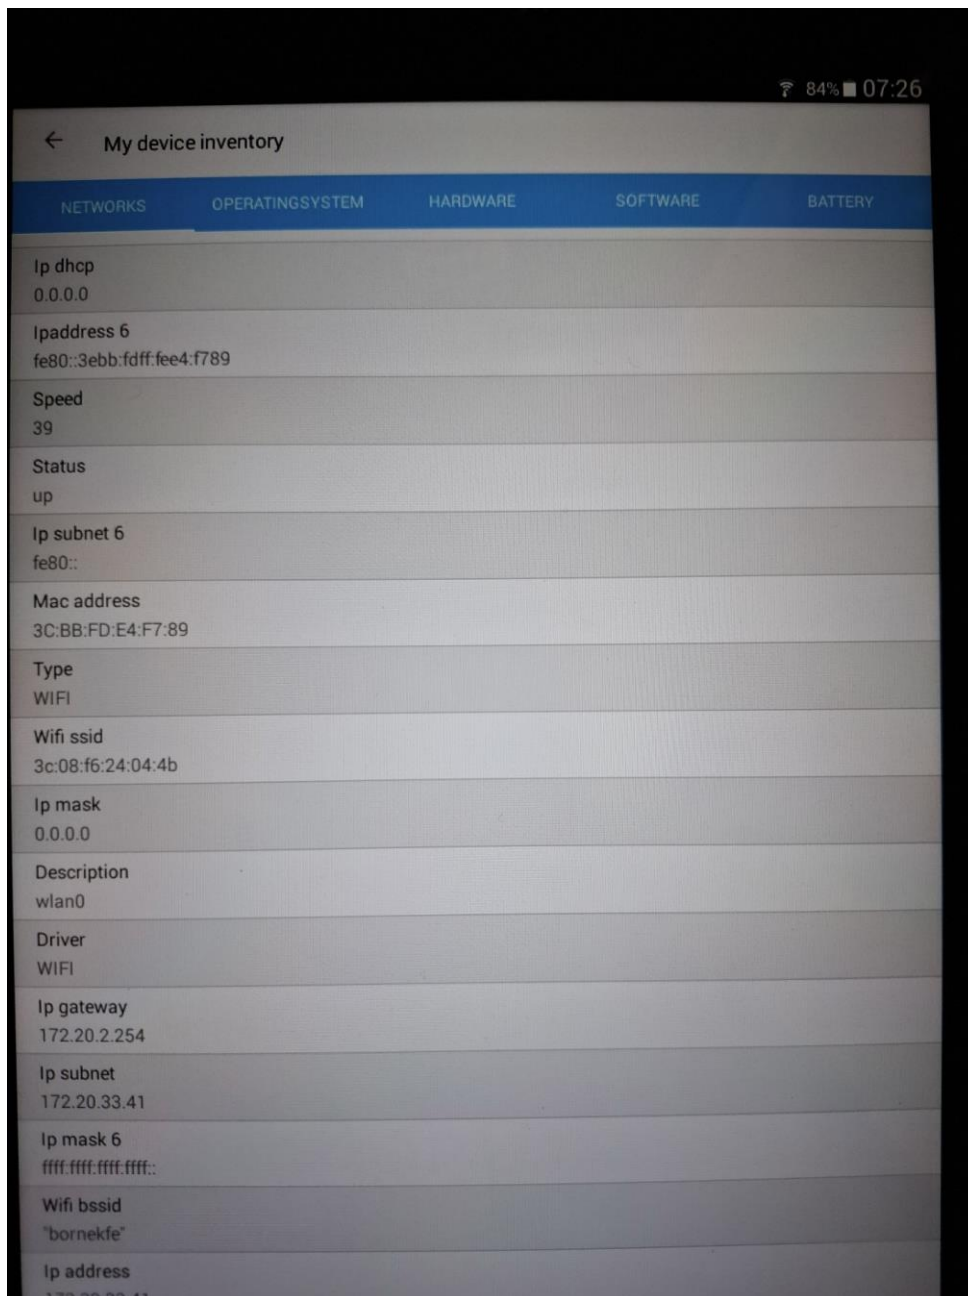 84% 07:26
My device inventory
NETWORKS OPERATINGSYSTEM HARDWARE SOFTWARE BATTERY
Ip dhcp
0.0.0.0
Ipaddress 6
fe80::3ebb:fdff:fee4:f789
Speed
39
Status
up
Ip subnet 6
fe80::
Mac address
3C:BB:FD:E4:F7:89
Type
WIFI
Wifi ssid
3c:08:f6:24:04:4b
Ip mask
0.0.0.0
Description
wlan0
Driver
WIFI
Ip gateway
172.20.2.254
Ip subnet
172.20.33.41
Ip mask 6
ffff:ffff:ffff:ffff::
Wifi bssid
"bornekfe"
Ip address